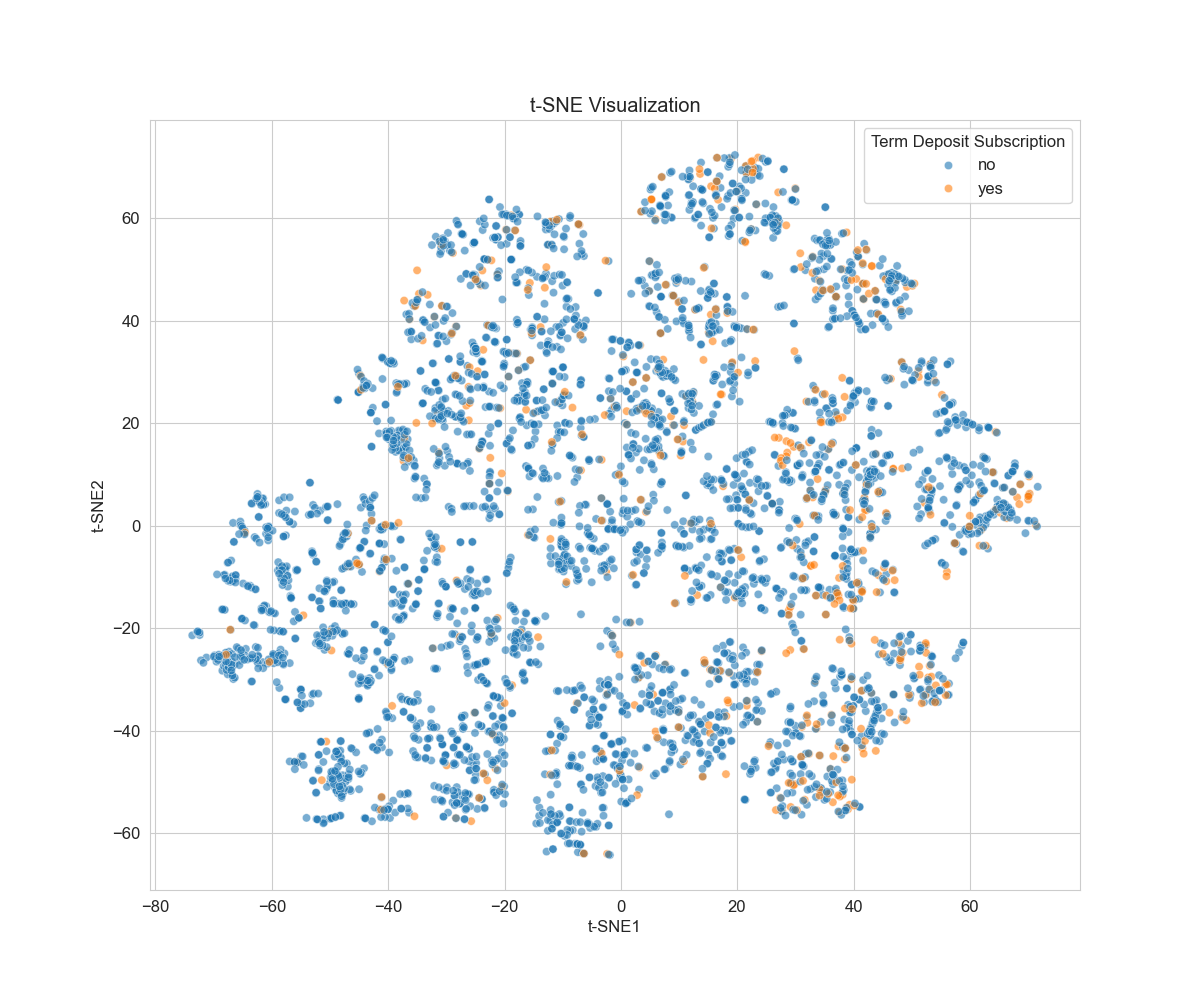 t-SNE Visualization
Term Deposit Subscription
no
yes
t-SNE2
60
40
20
0
−20
−40
−60
−80 −60 −40 −20 0 20 40 60
t-SNE1